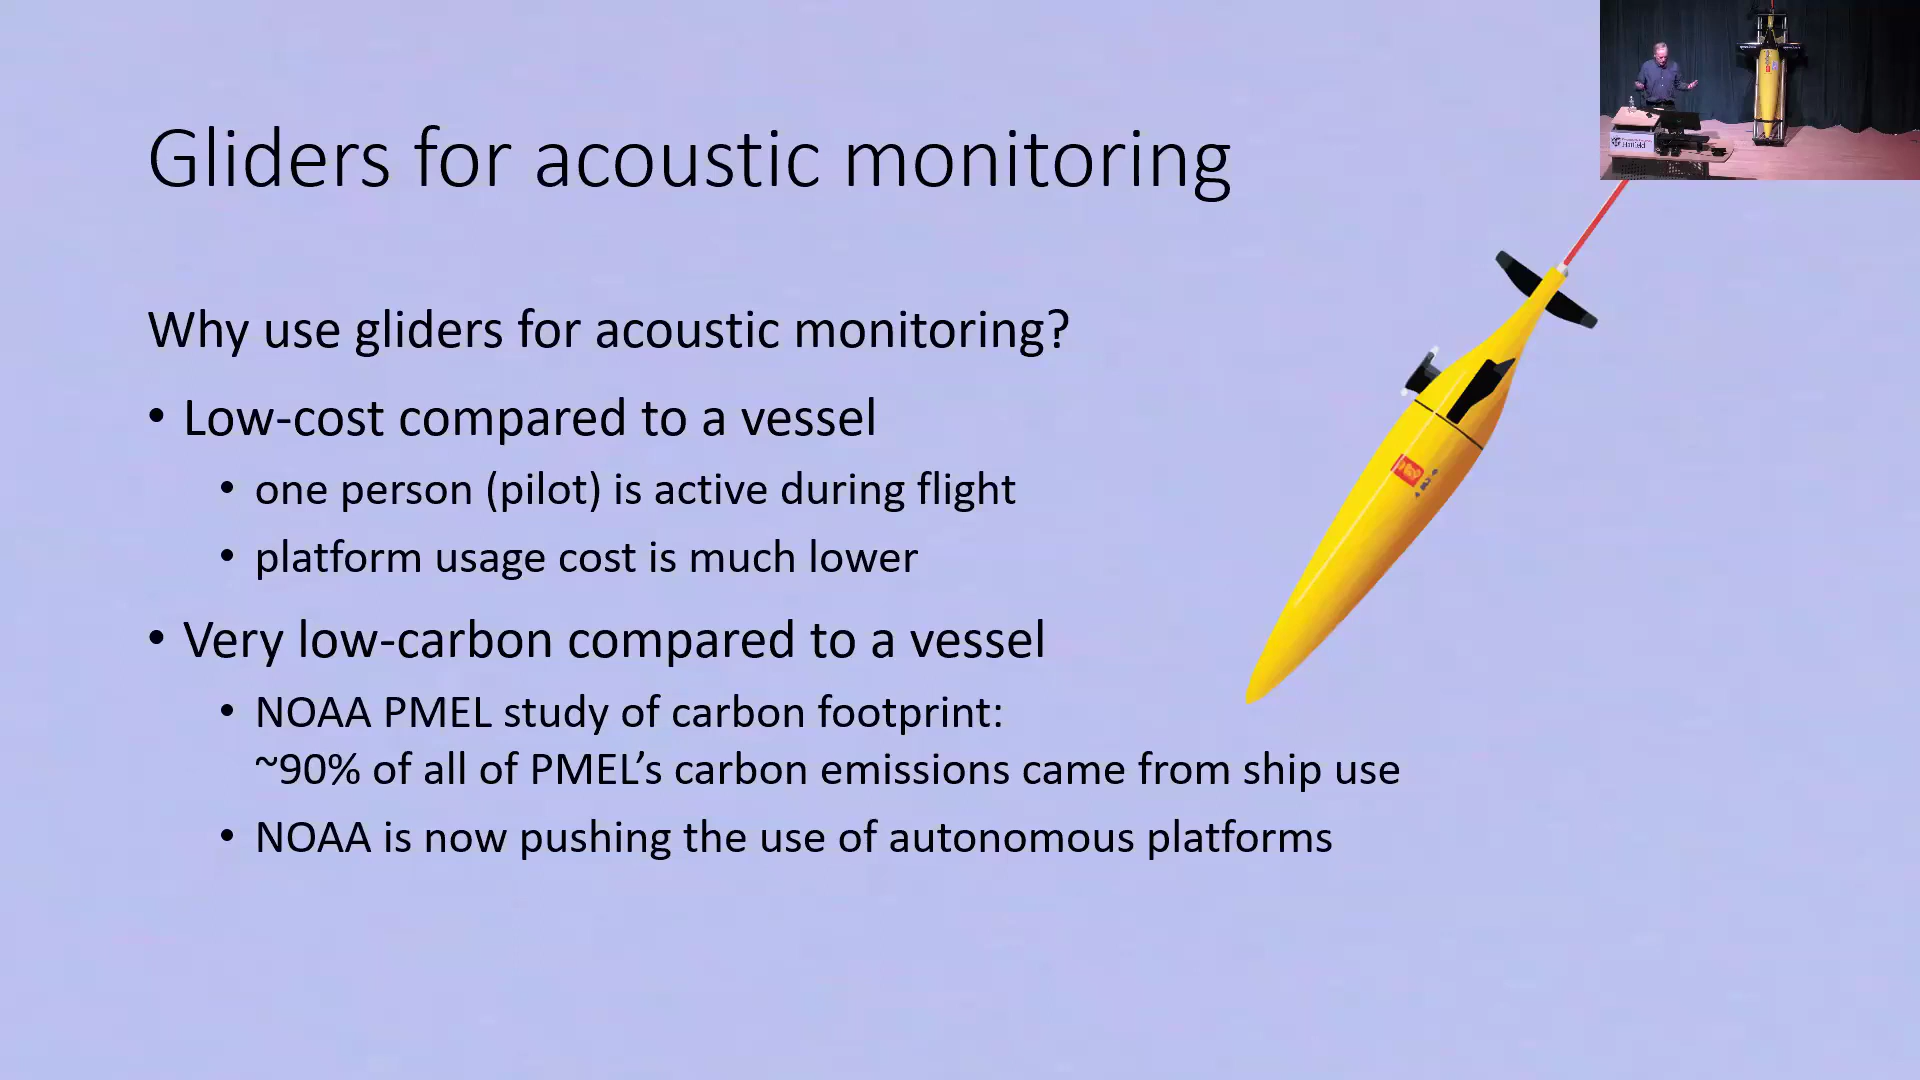 Gliders for acoustic monitoring
Why use gliders for acoustic monitoring?
• Low-cost compared to a vessel
• one person (pilot) is active during flight
• platform usage cost is much lower
• Very low-carbon compared to a vessel
• NOAA PMEL study of carbon footprint:
~90% of all of PMEL’s carbon emissions came from ship use
• NOAA is now pushing the use of autonomous platforms
Hatfield